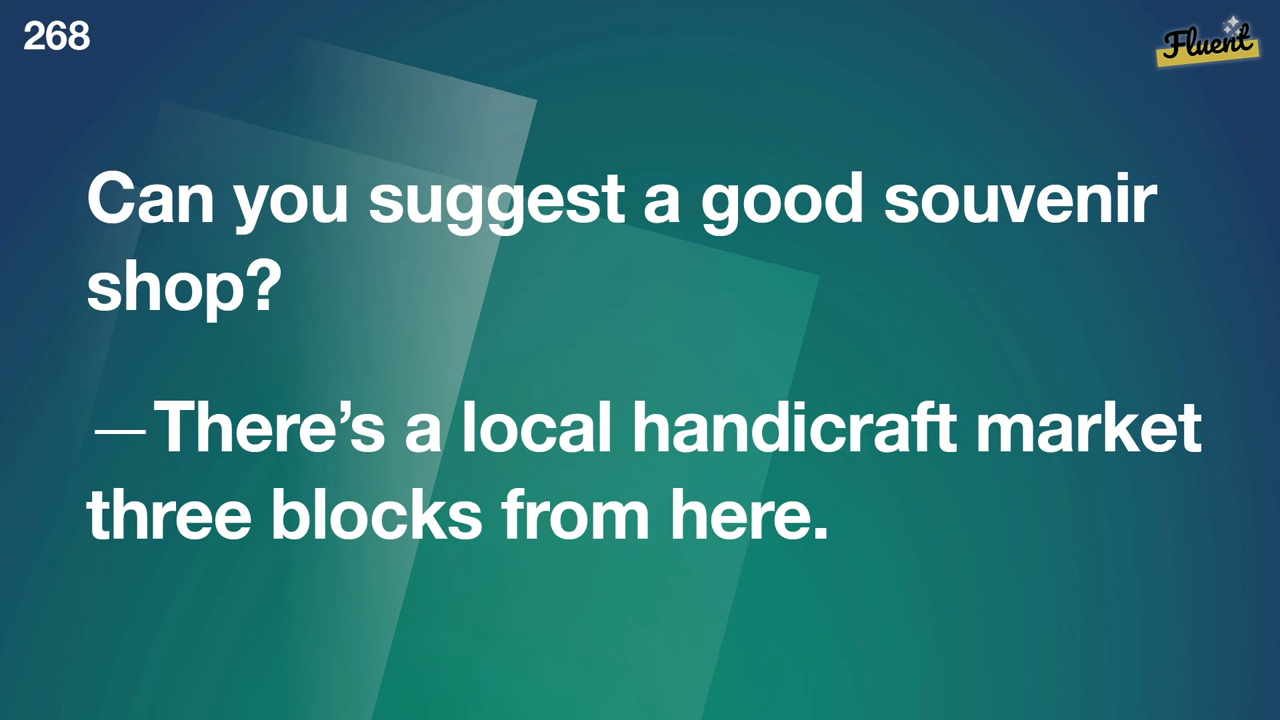 268
Fluent
Can you suggest a good souvenir
shop?
—There’s a local handicraft market
three blocks from here.